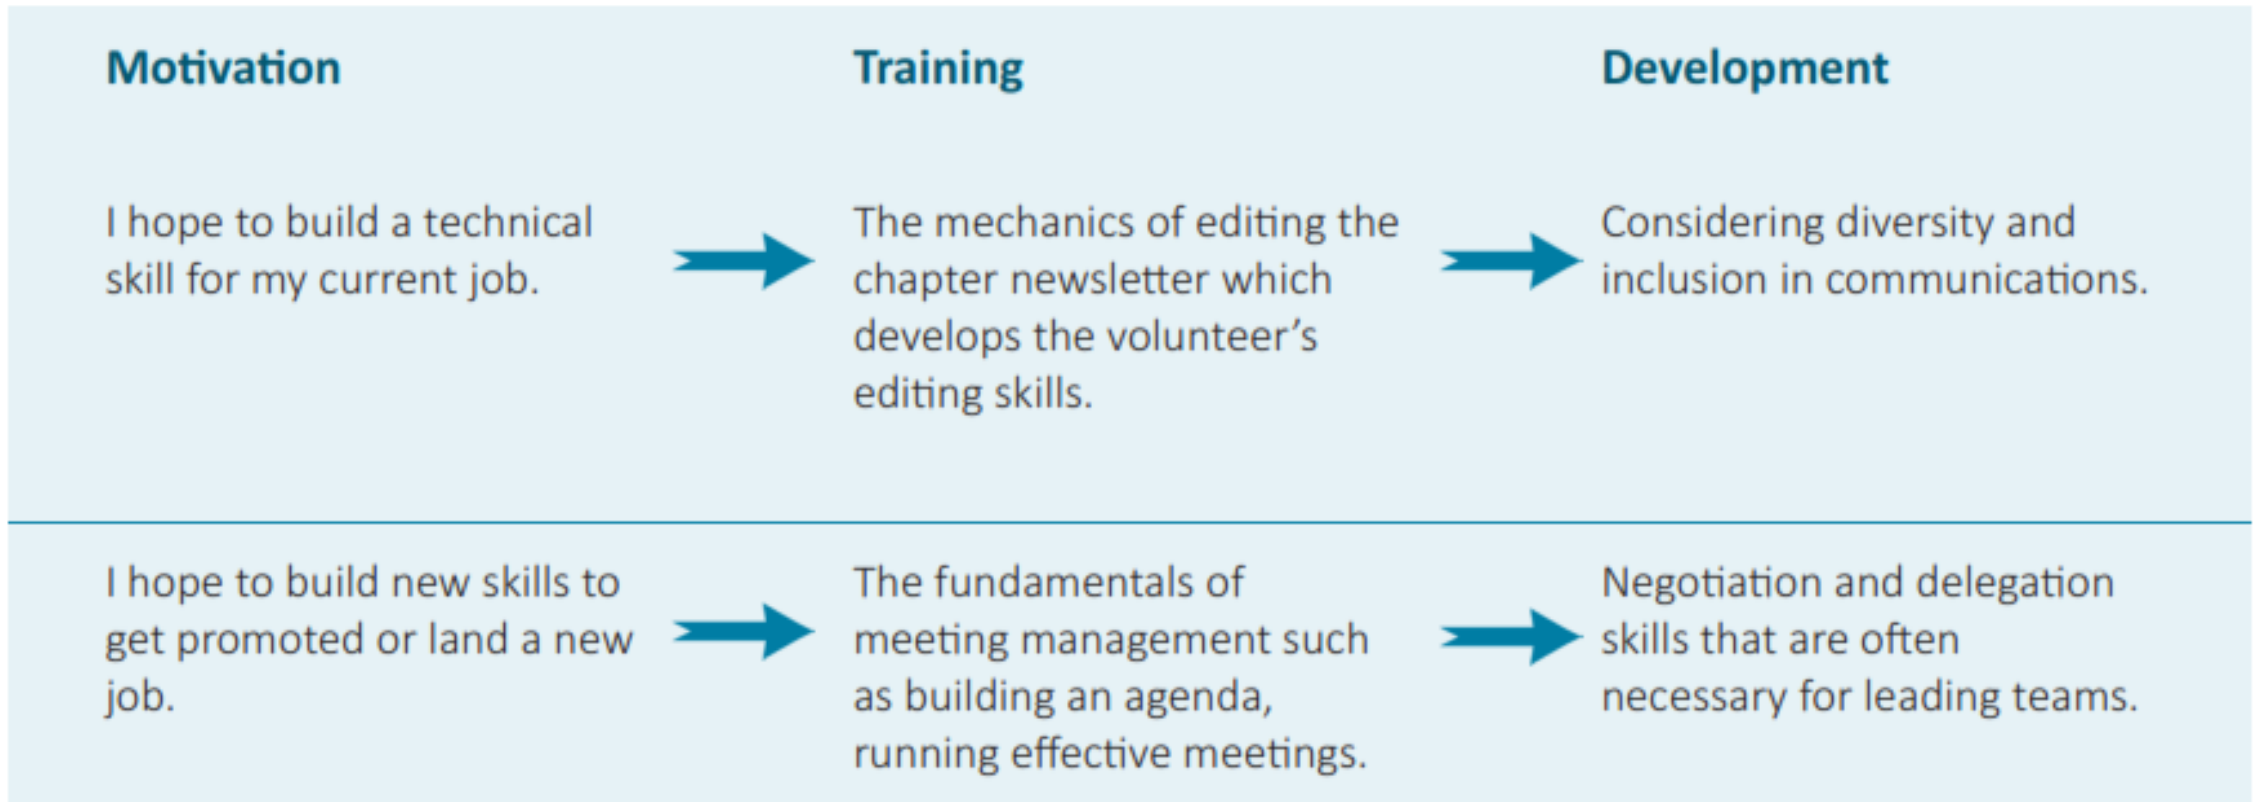 Motivation
Training
Development
I hope to build a technical
skill for my current job.
The mechanics of editing the
chapter newsletter which
develops the volunteer’s
editing skills.
Considering diversity and
inclusion in communications.
I hope to build new skills to
get promoted or land a new
job.
The fundamentals of
meeting management such
as building an agenda,
running effective meetings.
Negotiation and delegation
skills that are often
necessary for leading teams.